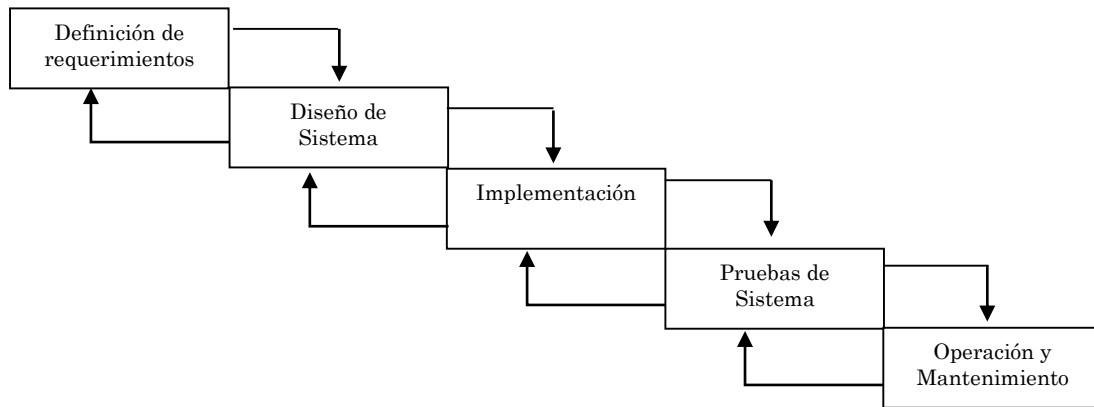 Definición de
requerimientos
Diseño de
Sistema
Implementación
Pruebas de
Sistema
Operación y
Mantenimiento